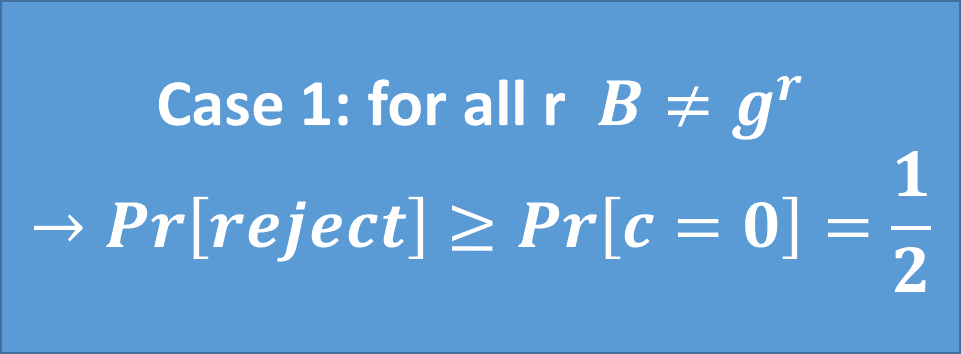 Case 1: for all r B ≠ g^r
→ Pr[reject] ≥ Pr[c = 0] = 1/2